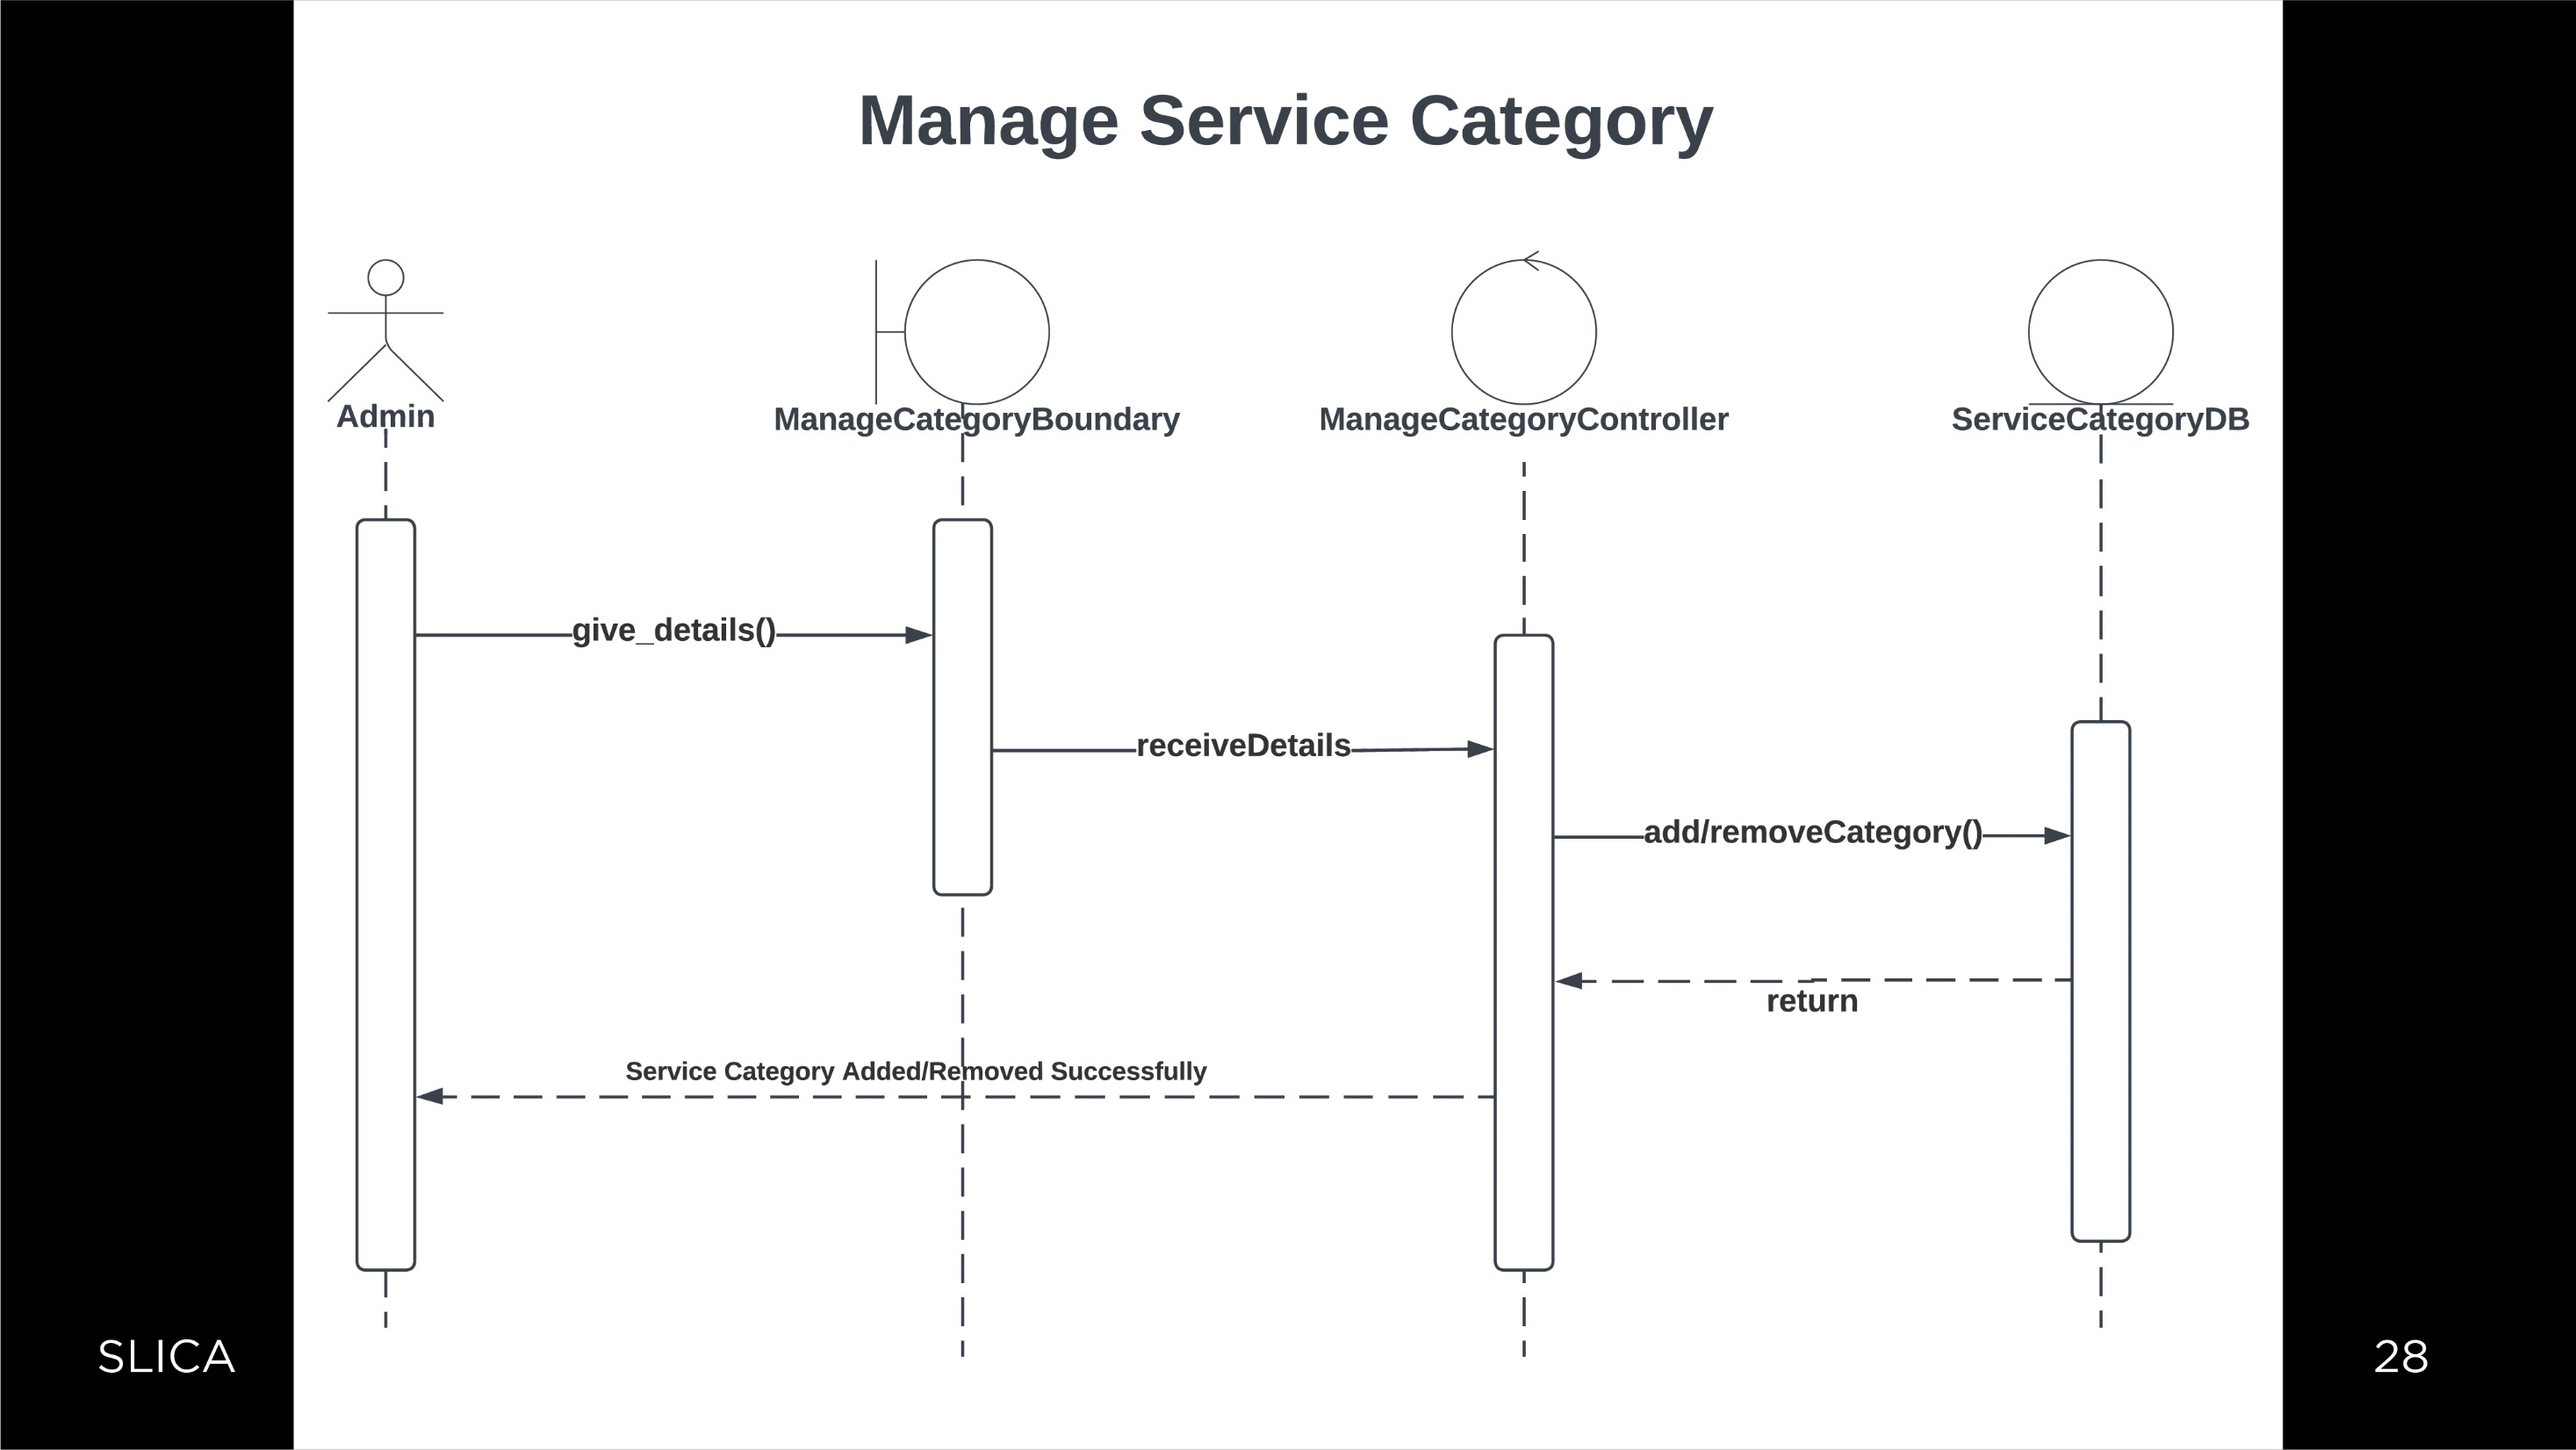 Manage Service Category
Admin
ManageCategoryBoundary
ManageCategoryController
ServiceCategoryDB
give_details()
receiveDetails
add/removeCategory()
return
Service Category Added/Removed Successfully
SLICA
28